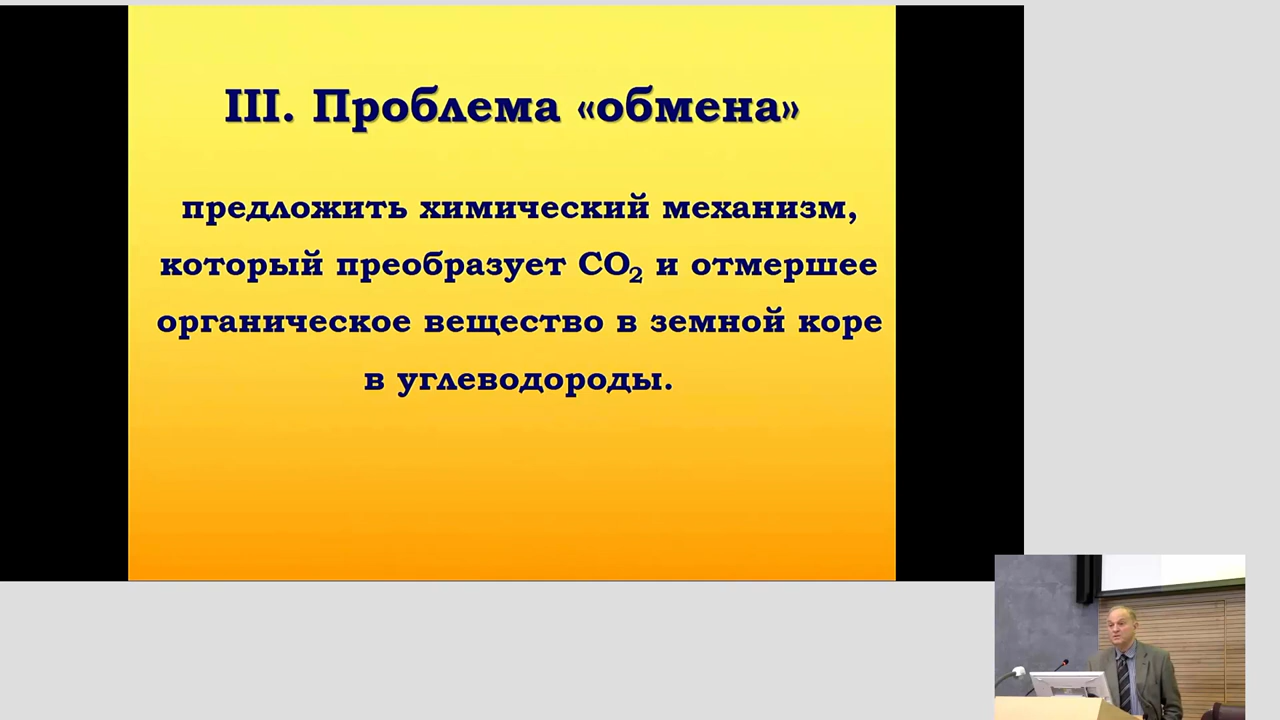 III. Проблема «обмена»
предложить химический механизм,
который преобразует CO₂ и отмершее
органическое вещество в земной коре
в углеводороды.